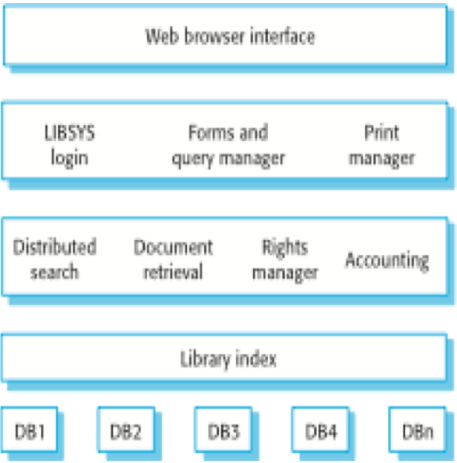 Web browser interface
LIBSYS login
Forms and query manager
Print manager
Distributed search
Document retrieval
Rights manager
Accounting
Library index
DB1
DB2
DB3
DB4
DBn